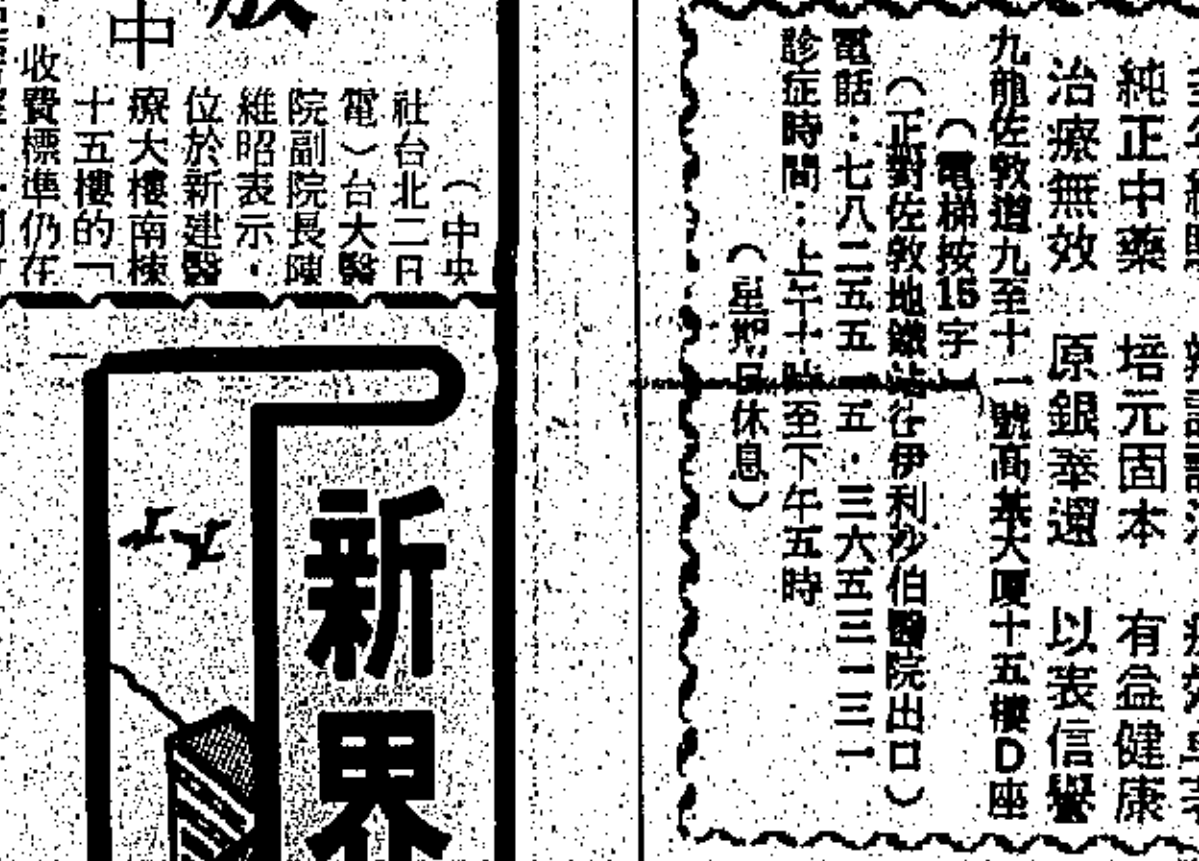 純正中藥 培元固本 有益健康
治療無效 原銀奉還 以表信譽
九龍佐敦道九至十一號高基大廈十五樓D座
(電梯按15字)
(正對佐敦地鐵站往伊利沙伯醫院出口)
電話:七八二五五一五.三六五三一三一
診症時間:上午十點至下午五時
(星期日休息)
中
(中央
社台北二日
電)台大醫
院副院長陳
維昭表示,
位於新建醫
療大樓南棟
十五樓的「
收費標準仍在
新界